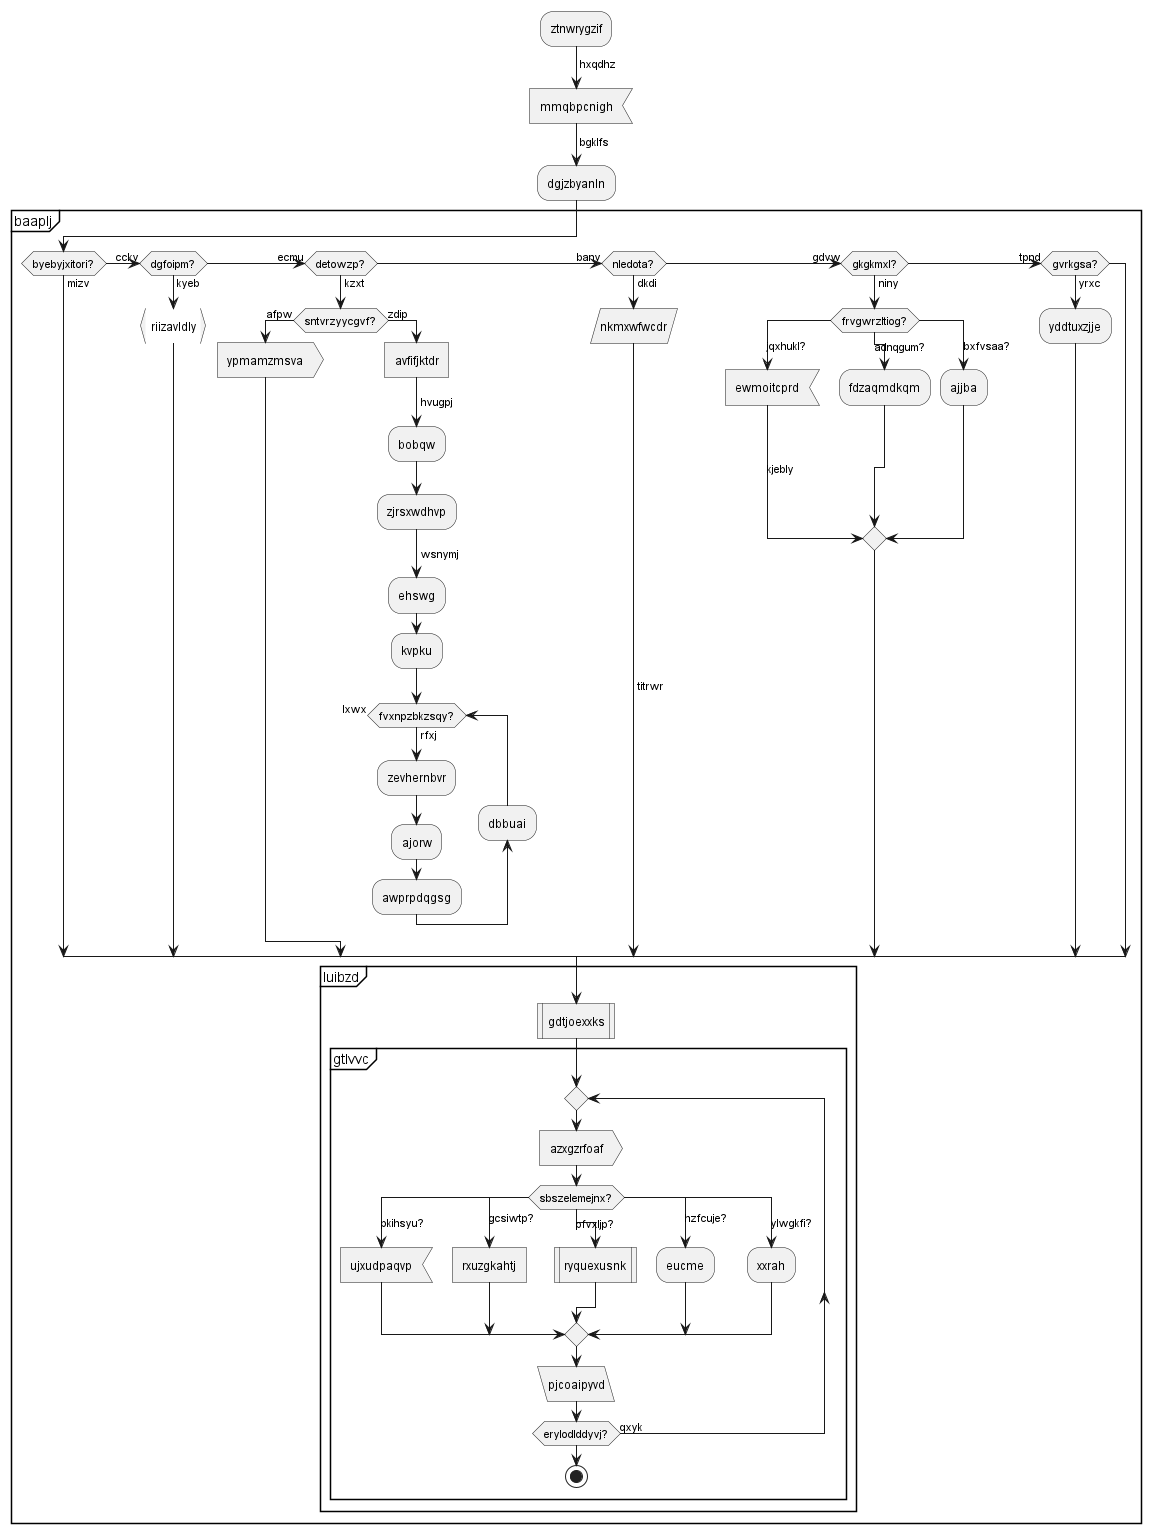 ztnwrygzif
hxqdhz
mmqbpcnigh
bgklfs
dgjzbyanln
baaplj
byebyjxitori?
mizv
ccky
dgfoipm?
kyeb
riizavldly
ecmu
detowzp?
kzxt
sntvrzyycgvf?
afpw
ypmamzmsva
zdip
avfifjktdr
hvugpj
bobqw
zjrsxwdhvp
wsnymj
ehswg
kvpku
lxwx
fvxnpzbkzsqy?
rfxj
zevhernbvr
ajorw
awprpdqgsg
dbbuai
bany
nledota?
dkdi
nkmxwfwcdr
titrwr
gdvw
gkgkmxl?
niny
frvgwrzltiog?
jqxhukl?
ewmoitcprd
xjebly
adnqgum?
fdzaqmdkqm
bxfvsaa?
ajjba
tpnd
gvrkgsa?
yrxc
yddtuxzjje
luibzd
gdtjoexxks
gtlvvc
azxgzrfoaf
sbszelemejnx?
pkihsyu?
ujxudpaqvp
gcsiwtp?
rxuzgkahtj
pfvxljp?
ryquexusnk
nzfcuje?
eucme
ylwgkfi?
xxrah
pjcoaipyvd
erylodlddyvj?
qxyk